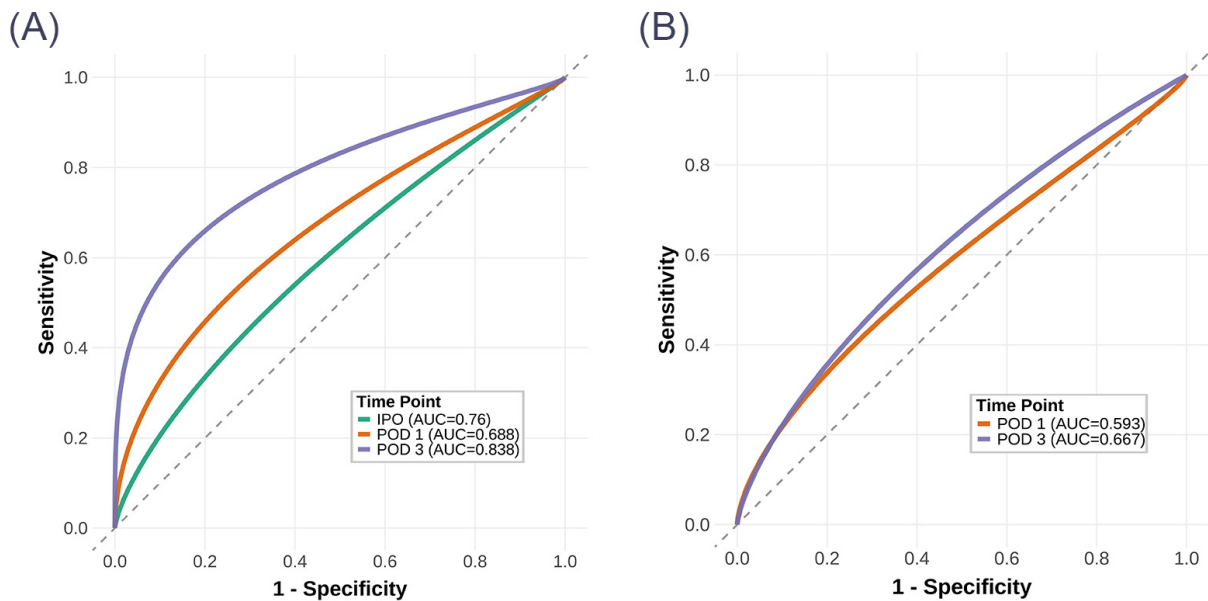 (A)
Sensitivity
1.0
0.8
0.6
0.4
0.2
0.0
Time Point
IPO (AUC=0.76)
POD 1 (AUC=0.688)
POD 3 (AUC=0.838)
0.0 0.2 0.4 0.6 0.8 1.0
1 - Specificity
(B)
Sensitivity
1.0
0.8
0.6
0.4
0.2
0.0
Time Point
POD 1 (AUC=0.593)
POD 3 (AUC=0.667)
0.0 0.2 0.4 0.6 0.8 1.0
1 - Specificity